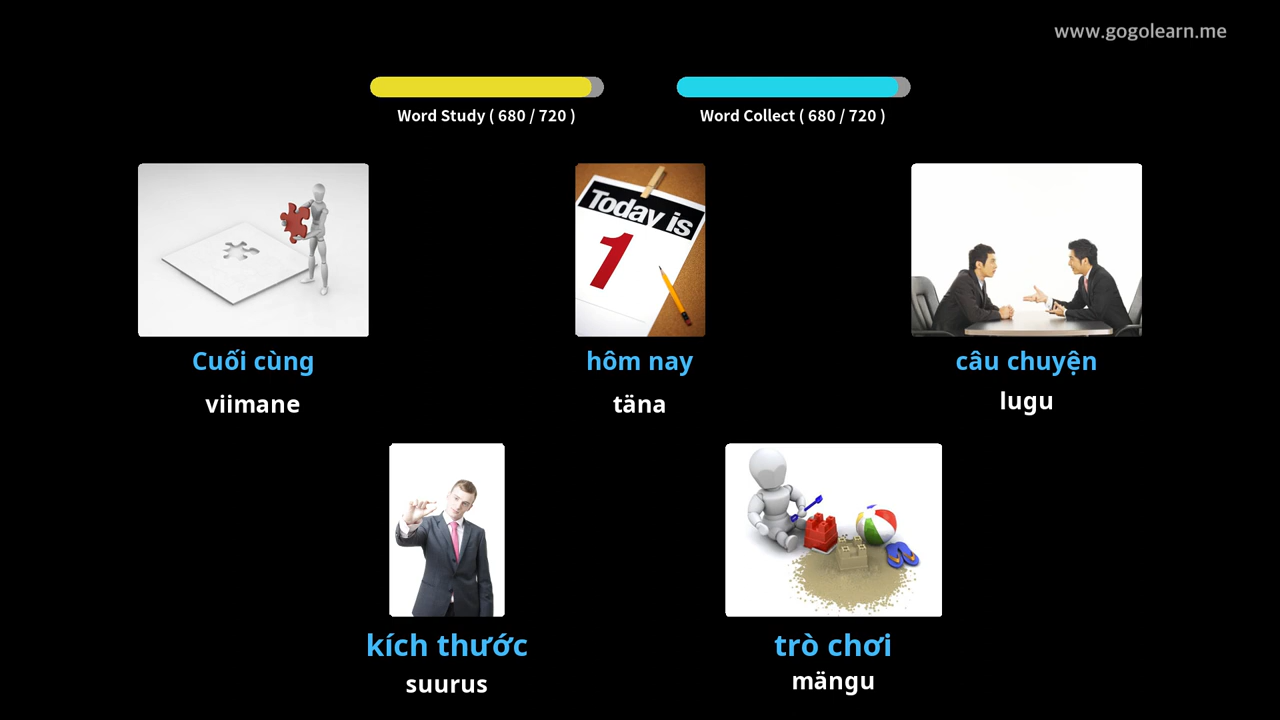 www.gogolearn.me
Word Study ( 680 / 720 )
Word Collect ( 680 / 720 )
Today is
1
Cuối cùng
viimane
hôm nay
täna
câu chuyện
lugu
kích thước
suurus
trò chơi
mängu